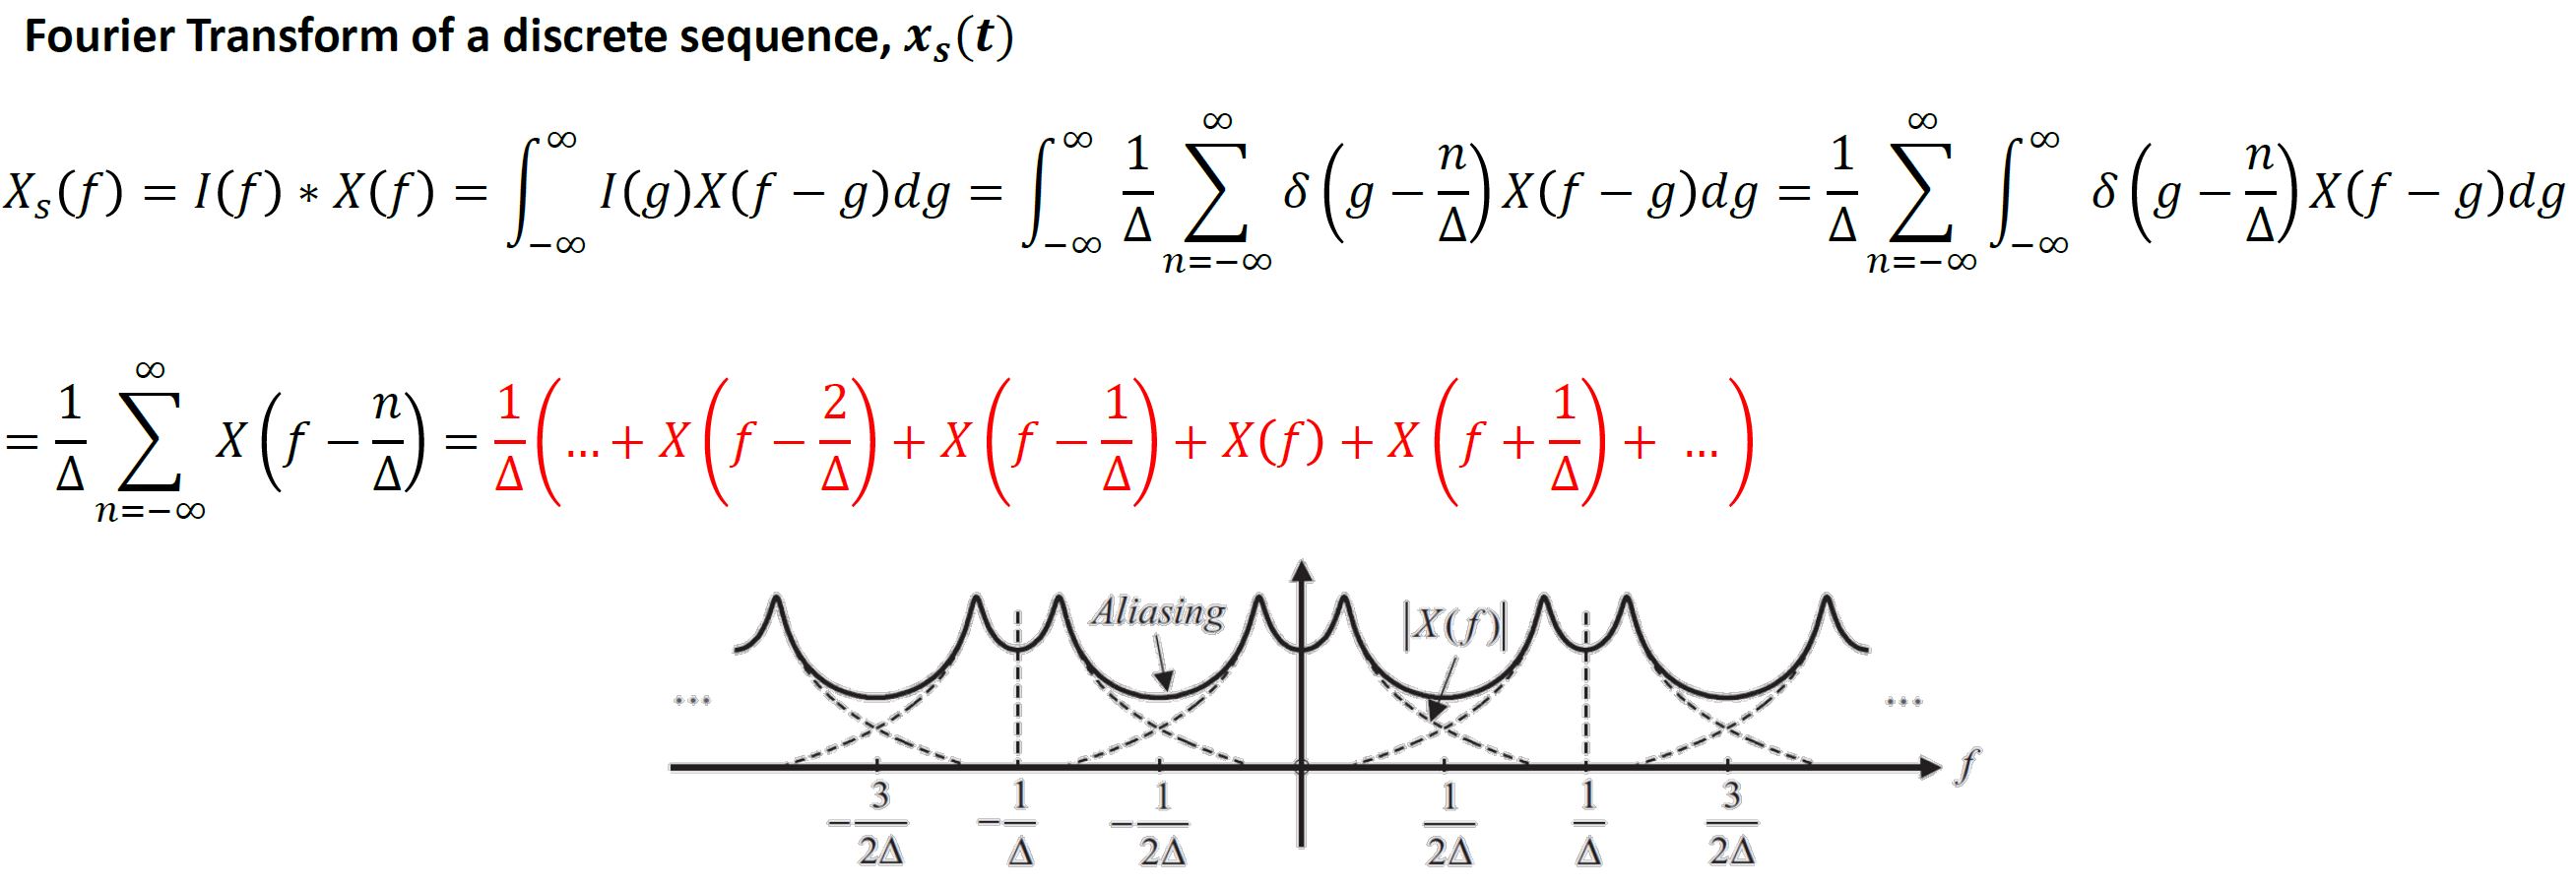 Fourier Transform of a discrete sequence, xₛ(t)
Xₛ(f) = I(f) ∗ X(f) = ∫_{−∞}^{∞} I(g)X(f − g)dg = ∫_{−∞}^{∞} 1/Δ ∑_{n=−∞}^{∞} δ(g − n/Δ) X(f − g)dg = 1/Δ ∑_{n=−∞}^{∞} ∫_{−∞}^{∞} δ(g − n/Δ) X(f − g)dg
= 1/Δ ∑_{n=−∞}^{∞} X(f − n/Δ) = 1/Δ (… + X(f − 2/Δ) + X(f − 1/Δ) + X(f) + X(f + 1/Δ) + …)
Aliasing |X(f)|
… …
f
−3/2Δ −1/Δ −1/2Δ 1/2Δ 1/Δ 3/2Δ